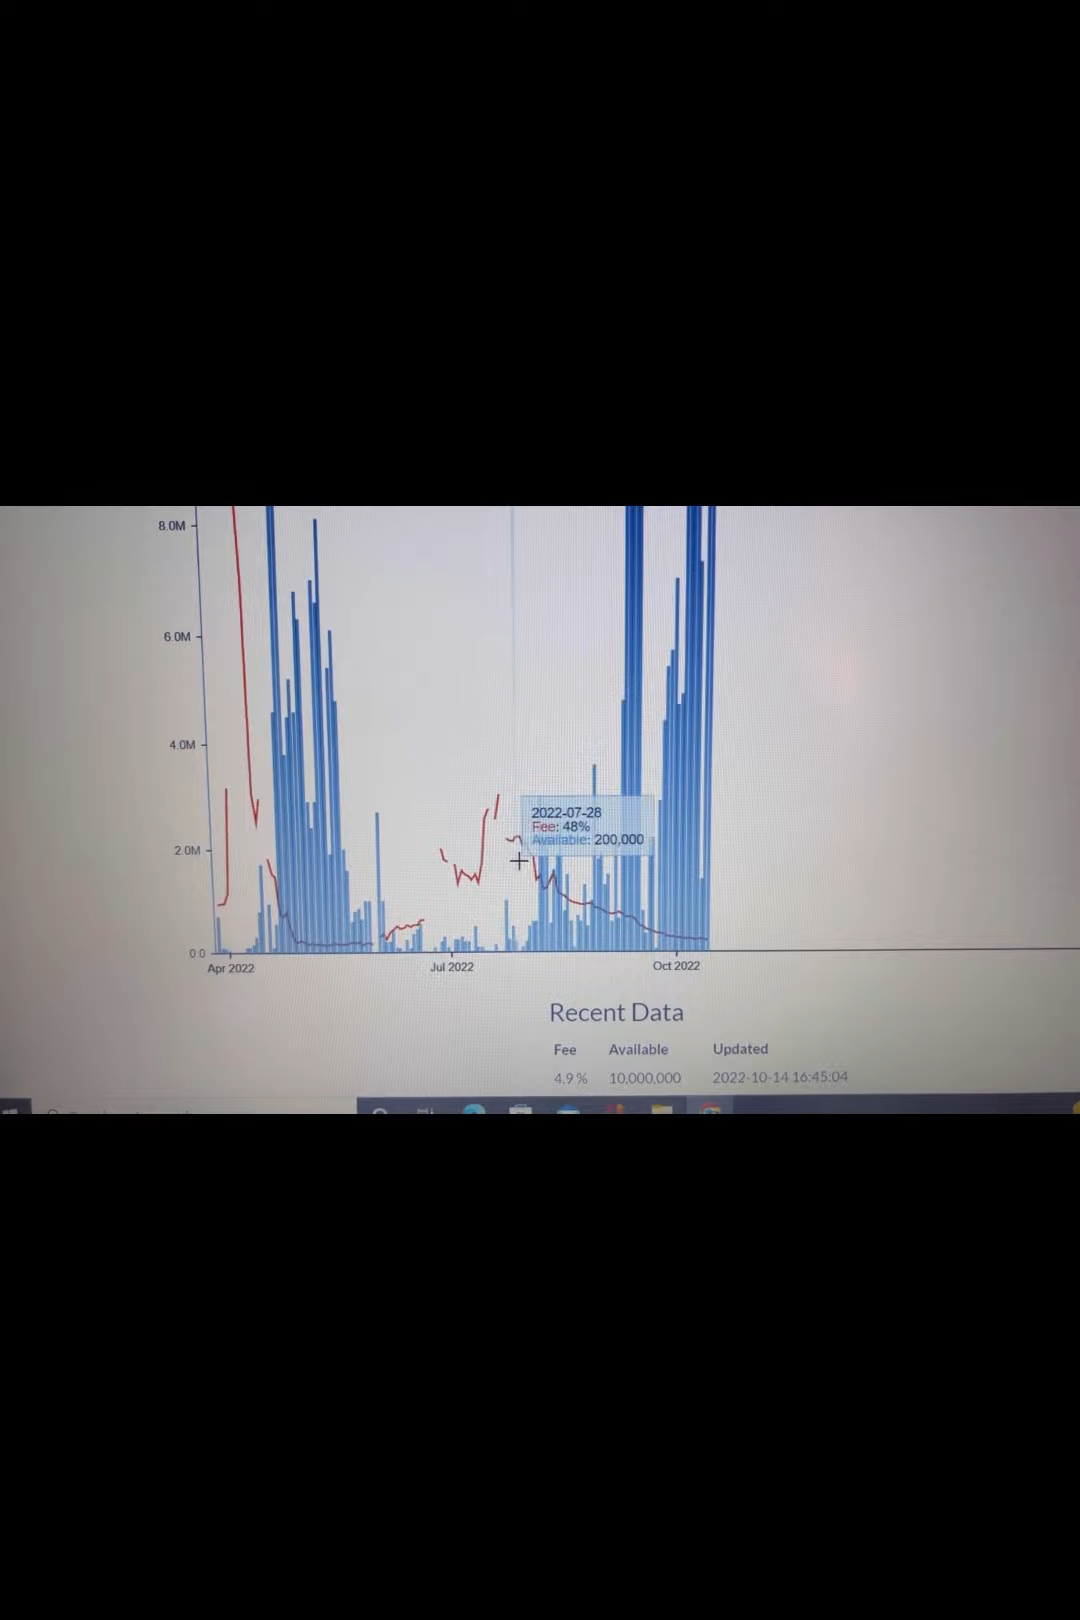 8.0M
6.0M
4.0M
2022-07-28
Fee: 48%
Available: 200,000
2.0M
0.0
Apr 2022
Jul 2022
Oct 2022
Recent Data
Fee Available Updated
4.9 % 10,000,000 2022-10-14 16:45:04